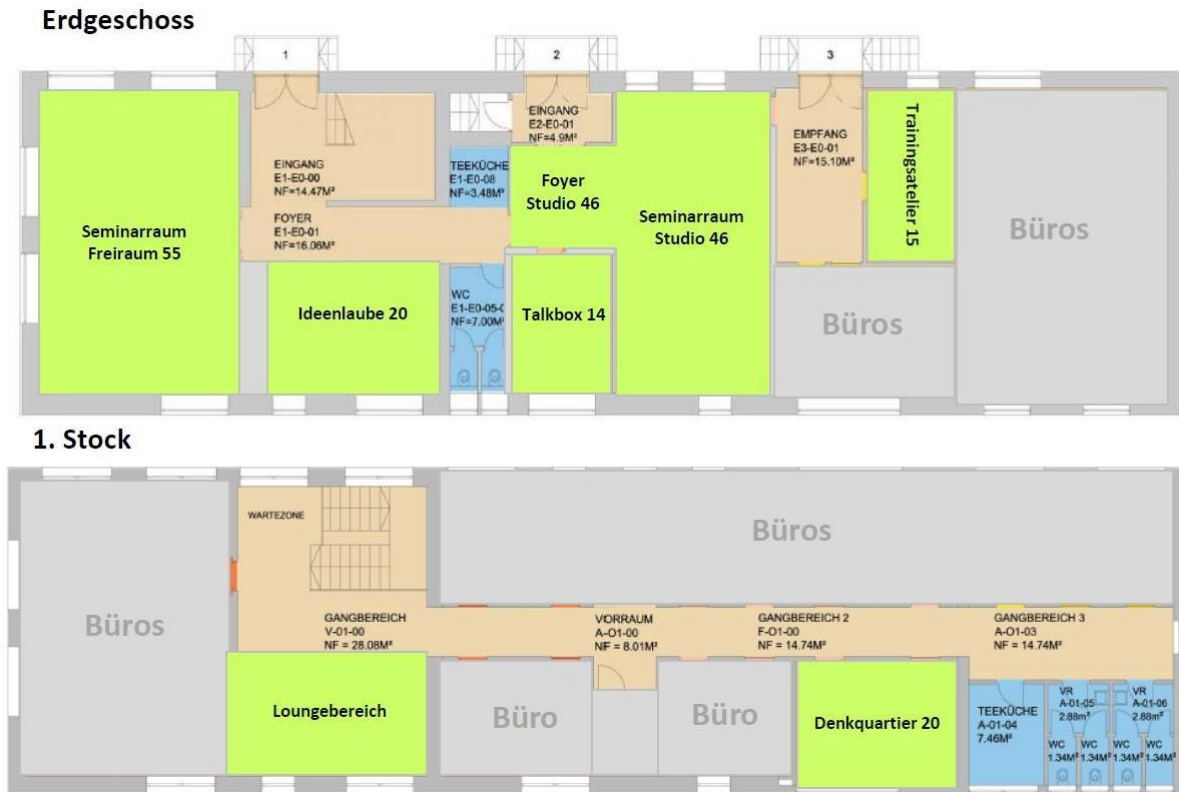 Erdgeschoss
1
2
3
EINGANG
E1-E0-00
NF=14.47M²
FOYER
E1-E0-01
NF=16.06M²
Seminarraum
Freiraum 55
Ideenlaube 20
TEEKÜCHE
E1-E0-08
NF=3.48M²
WC
E1-E0-05-0
NF=7.00M²
EINGANG
E2-E0-01
NF=4.9M²
Foyer
Studio 46
Talkbox 14
Seminarraum
Studio 46
EMPFANG
E3-E0-01
NF=15.10M²
Trainingsatelier 15
Büros
Büros
1. Stock
WARTEZONE
Büros
Büros
GANGBEREICH
V-01-00
NF = 28.08M²
VORRAUM
A-O1-00
NF = 8.01M²
GANGBEREICH 2
F-O1-00
NF = 14.74M²
GANGBEREICH 3
A-O1-03
NF = 14.74M²
Loungebereich
Büro
Büro
Denkquartier 20
TEEKÜCHE
A-01-04
7.46M²
VR
A-01-05
2.88m²
VR
A-01-06
2.88m²
WC
1.34M²
WC
1.34M²
WC
1.34M²
WC
1.34M²